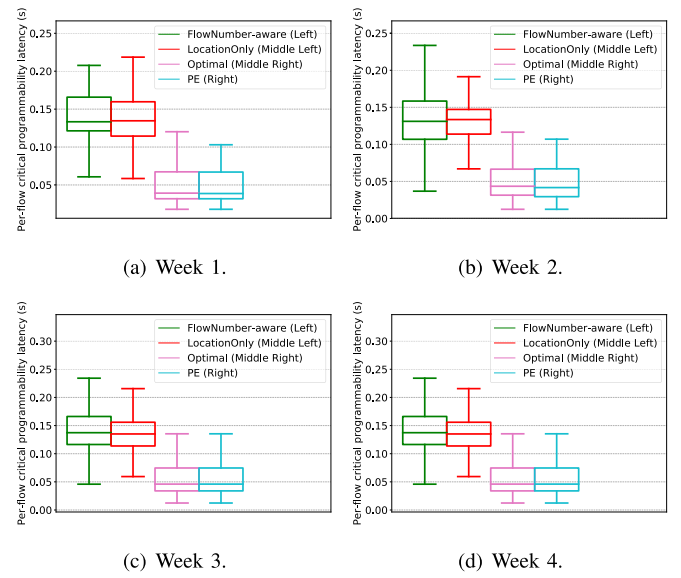 Per-flow critical programmability latency (s)
0.25
0.20
0.15
0.10
0.05
FlowNumber-aware (Left)
LocationOnly (Middle Left)
Optimal (Middle Right)
PE (Right)
(a) Week 1.
Per-flow critical programmability latency (s)
0.25
0.20
0.15
0.10
0.05
0.00
FlowNumber-aware (Left)
LocationOnly (Middle Left)
Optimal (Middle Right)
PE (Right)
(b) Week 2.
Per-flow critical programmability latency (s)
0.30
0.25
0.20
0.15
0.10
0.05
0.00
FlowNumber-aware (Left)
LocationOnly (Middle Left)
Optimal (Middle Right)
PE (Right)
(c) Week 3.
Per-flow critical programmability latency (s)
0.30
0.25
0.20
0.15
0.10
0.05
0.00
FlowNumber-aware (Left)
LocationOnly (Middle Left)
Optimal (Middle Right)
PE (Right)
(d) Week 4.